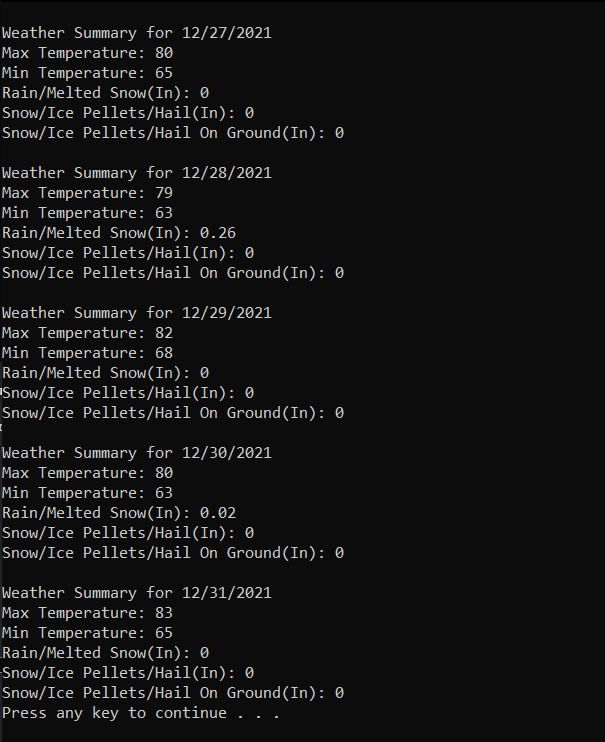 Weather Summary for 12/27/2021
Max Temperature: 80
Min Temperature: 65
Rain/Melted Snow(In): 0
Snow/Ice Pellets/Hail(In): 0
Snow/Ice Pellets/Hail On Ground(In): 0

Weather Summary for 12/28/2021
Max Temperature: 79
Min Temperature: 63
Rain/Melted Snow(In): 0.26
Snow/Ice Pellets/Hail(In): 0
Snow/Ice Pellets/Hail On Ground(In): 0

Weather Summary for 12/29/2021
Max Temperature: 82
Min Temperature: 68
Rain/Melted Snow(In): 0
Snow/Ice Pellets/Hail(In): 0
Snow/Ice Pellets/Hail On Ground(In): 0

Weather Summary for 12/30/2021
Max Temperature: 80
Min Temperature: 63
Rain/Melted Snow(In): 0.02
Snow/Ice Pellets/Hail(In): 0
Snow/Ice Pellets/Hail On Ground(In): 0

Weather Summary for 12/31/2021
Max Temperature: 83
Min Temperature: 65
Rain/Melted Snow(In): 0
Snow/Ice Pellets/Hail(In): 0
Snow/Ice Pellets/Hail On Ground(In): 0
Press any key to continue . . .